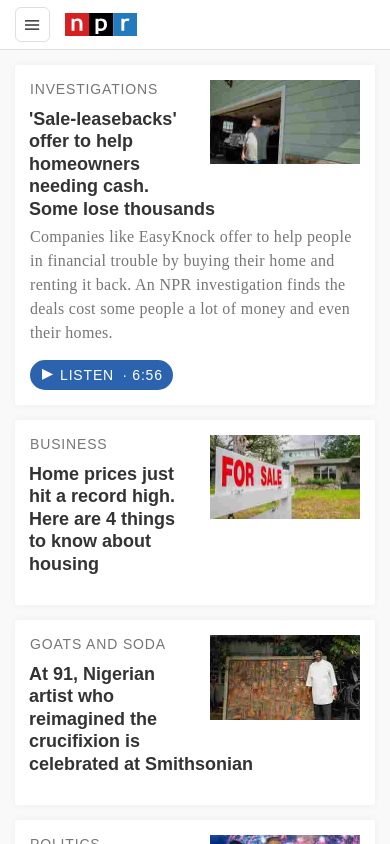 npr
INVESTIGATIONS
'Sale-leasebacks'
offer to help
homeowners
needing cash.
Some lose thousands
Companies like EasyKnock offer to help people
in financial trouble by buying their home and
renting it back. An NPR investigation finds the
deals cost some people a lot of money and even
their homes.
LISTEN · 6:56
BUSINESS
Home prices just
hit a record high.
Here are 4 things
to know about
housing
FOR SALE
GOATS AND SODA
At 91, Nigerian
artist who
reimagined the
crucifixion is
celebrated at Smithsonian
POLITICS